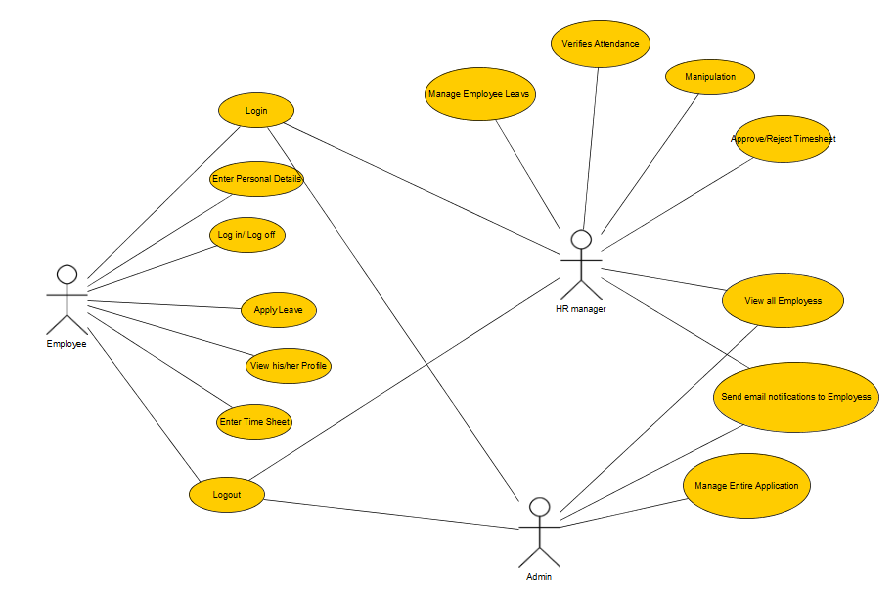 Verifies Attendance
Manipulation
Manage Employee Leavs
Login
Approve/Reject Timesheet
Enter Personal Details
Log in/Log off
View all Employess
Apply Leave
HR manager
Employee
View his/her Profile
Send email notifications to Employess
Enter Time Sheet
Manage Entire Application
Logout
Admin